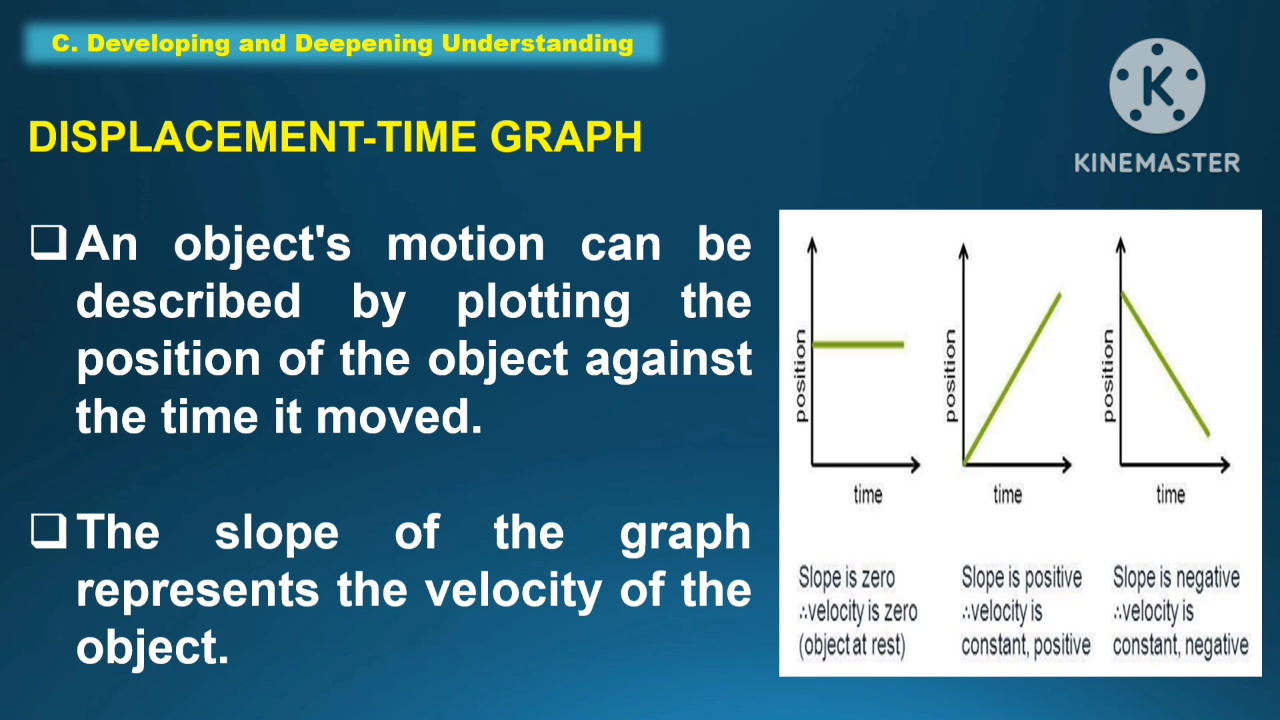 C. Developing and Deepening Understanding
K
KINEMASTER
DISPLACEMENT-TIME GRAPH
❑An object's motion can be
described by plotting the
position of the object against
the time it moved.
❑The slope of the graph
represents the velocity of the
object.
position
time
position
time
position
time
Slope is zero
∴velocity is zero
(object at rest)
Slope is positive
∴velocity is
constant, positive
Slope is negative
∴velocity is
constant, negative